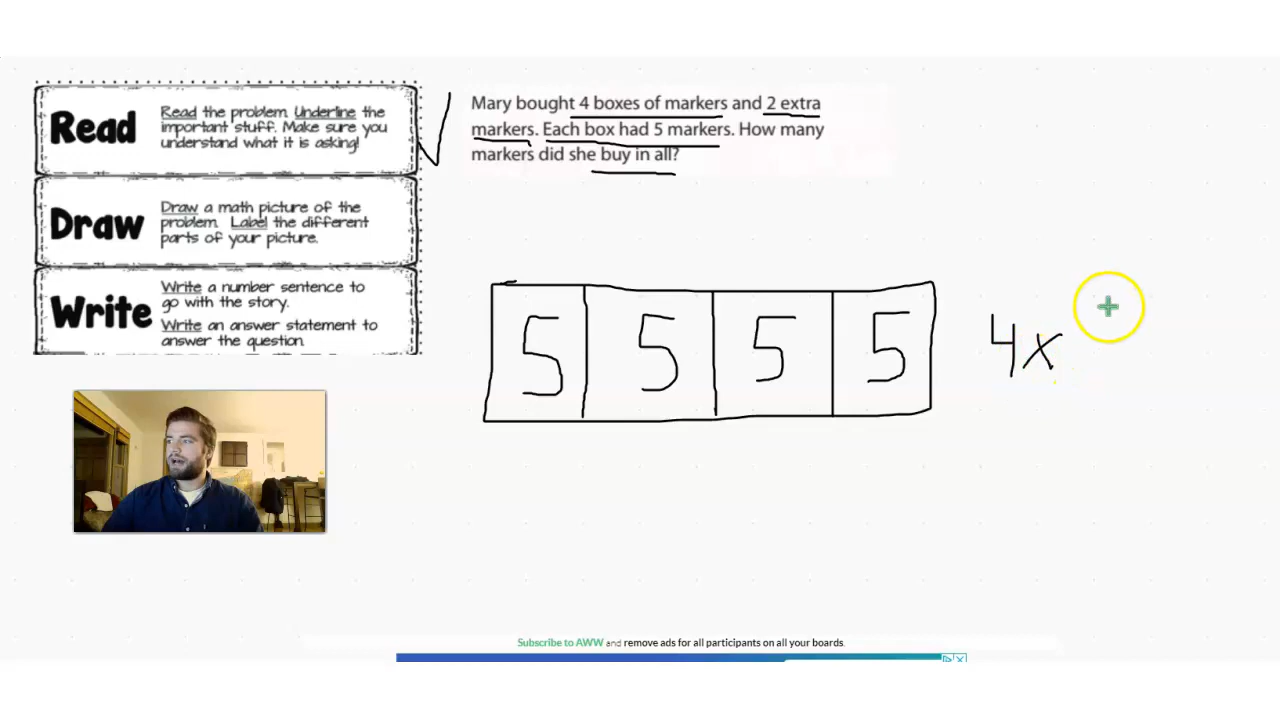 Read
Read the problem. Underline the
important stuff. Make sure you
understand what it is asking!
Draw
Draw a math picture of the
problem. Label the different
parts of your picture.
Write
Write a number sentence to
go with the story.
Write an answer statement to
answer the question.
Mary bought 4 boxes of markers and 2 extra
markers. Each box had 5 markers. How many
markers did she buy in all?
5 5 5 5 4x
Subscribe to AWW and remove ads for all participants on all your boards.